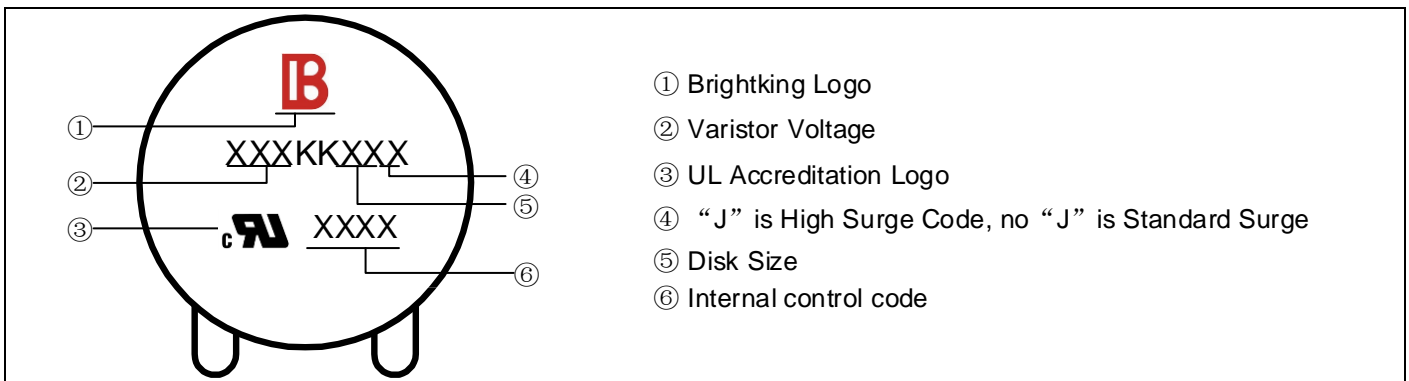 B
① Brightking Logo
①
② Varistor Voltage
XXXKKXXX
② ④
③ UL Accreditation Logo
⑤
④ “J” is High Surge Code, no “J” is Standard Surge
③ c RU XXXX
⑤ Disk Size
⑥
⑥ Internal control code